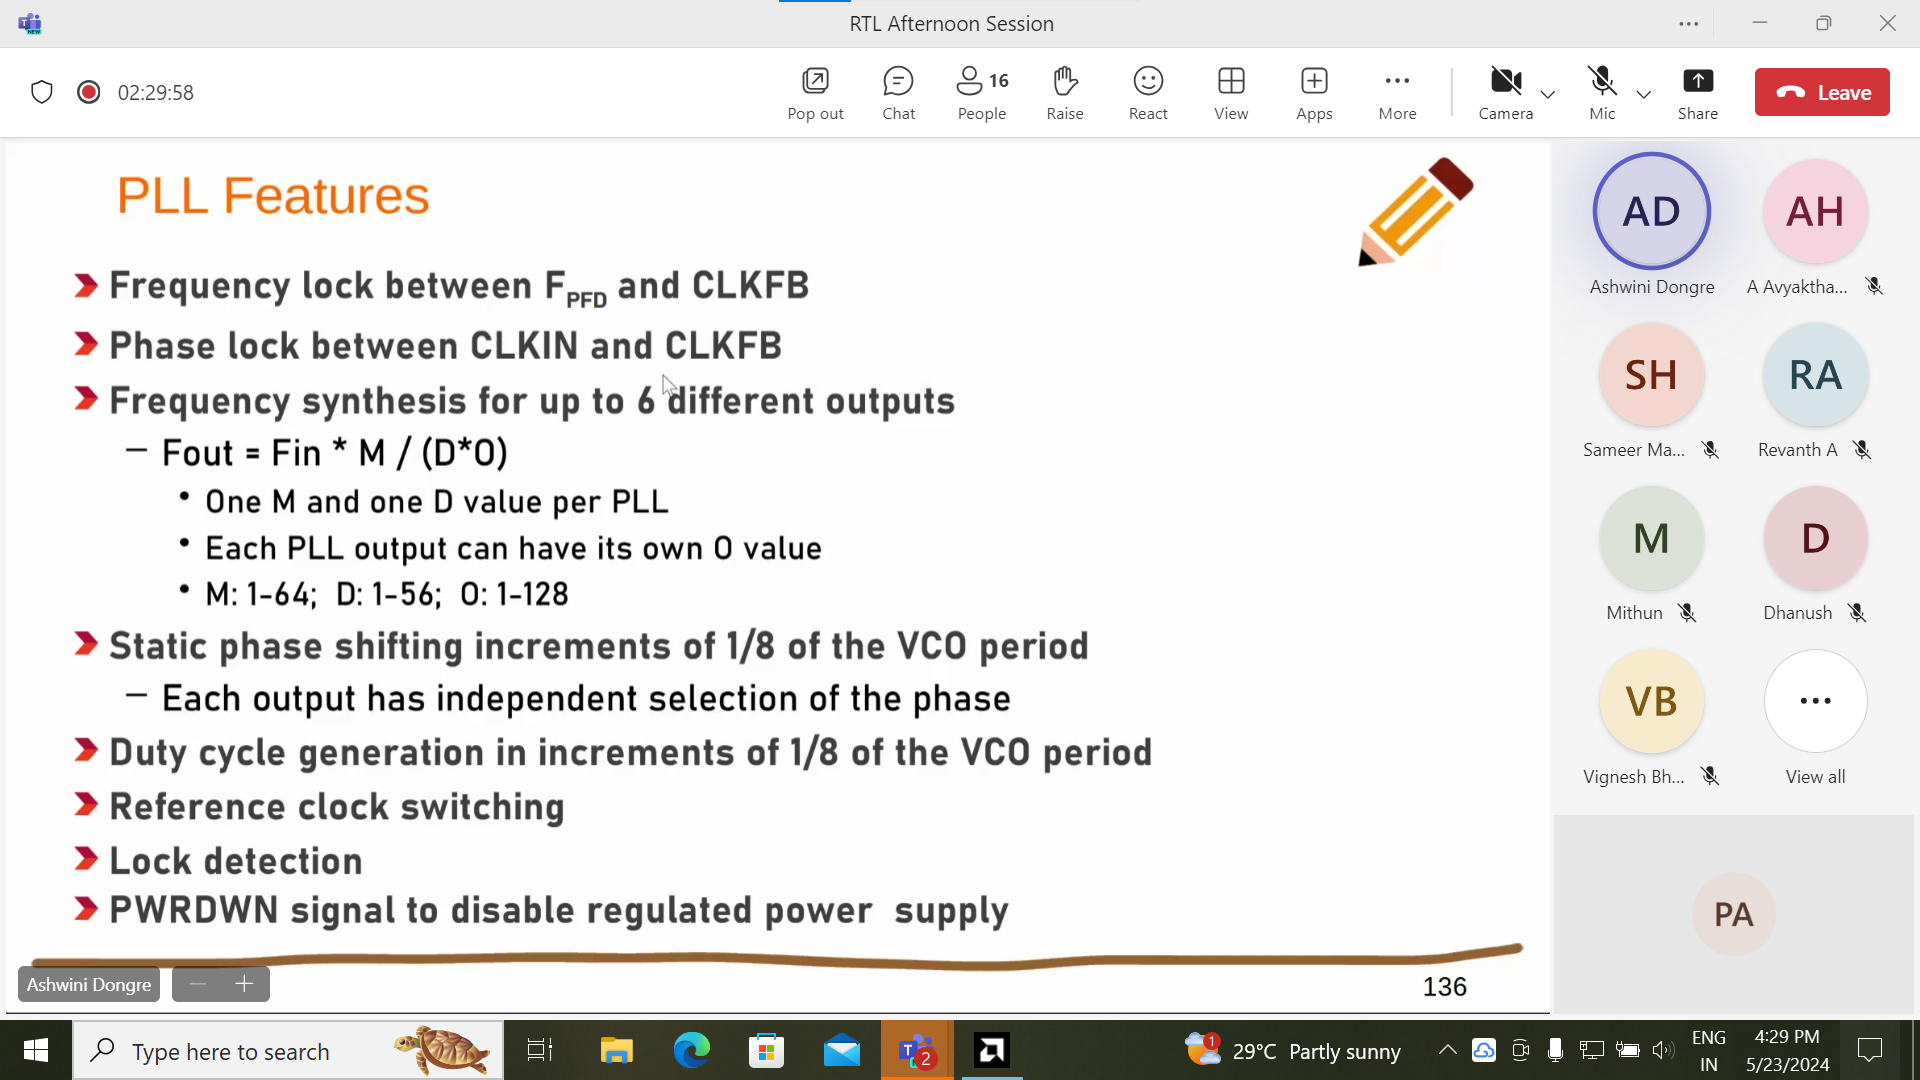 RTL Afternoon Session
NEW
02:29:58
Pop out
Chat
16
People
Raise
React
View
Apps
More
Camera
Mic
Share
Leave
PLL Features
Frequency lock between FPFD and CLKFB
Phase lock between CLKIN and CLKFB
Frequency synthesis for up to 6 different outputs
– Fout = Fin * M / (D*O)
• One M and one D value per PLL
• Each PLL output can have its own O value
• M: 1-64; D: 1-56; O: 1-128
Static phase shifting increments of 1/8 of the VCO period
– Each output has independent selection of the phase
Duty cycle generation in increments of 1/8 of the VCO period
Reference clock switching
Lock detection
PWRDWN signal to disable regulated power supply
136
Ashwini Dongre
AD
Ashwini Dongre
AH
A Avyaktha...
SH
Sameer Ma...
RA
Revanth A
M
Mithun
D
Dhanush
VB
Vignesh Bh...
View all
PA
Type here to search
2
1
29°C Partly sunny
ENG
IN
4:29 PM
5/23/2024